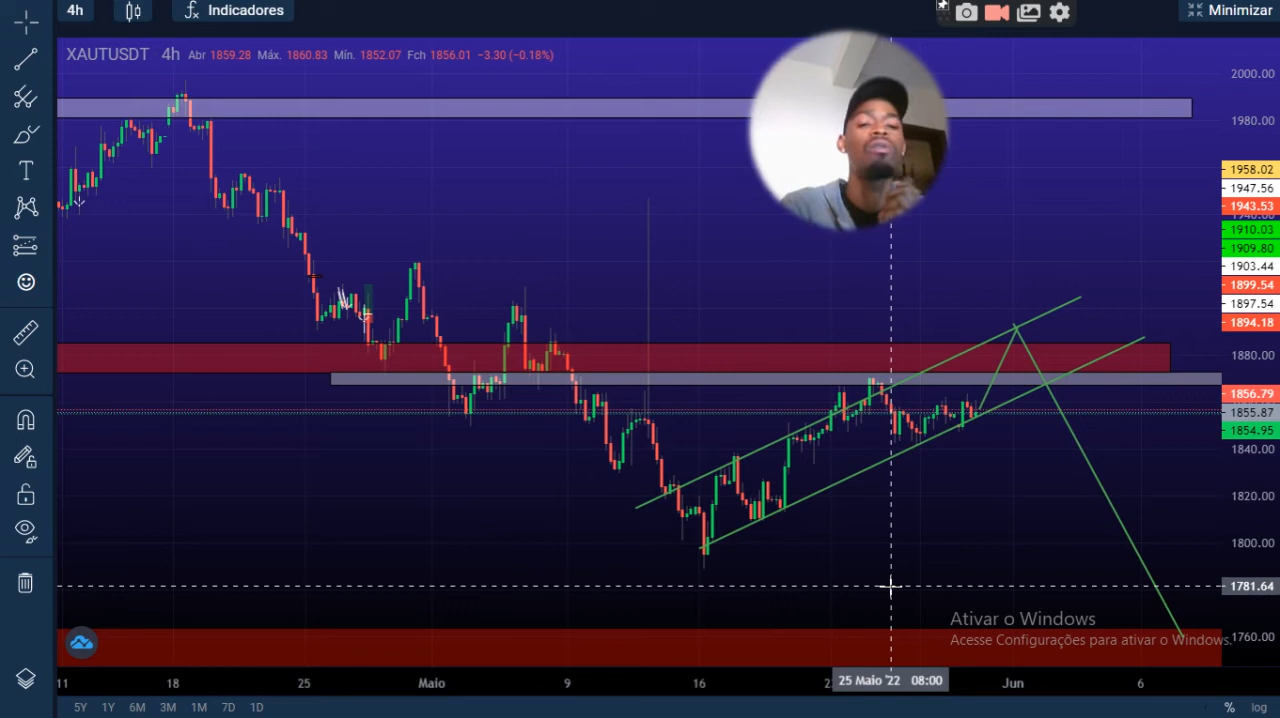 4h
Indicadores
Minimizar
XAUTUSDT 4h Abr 1859.28 Máx. 1860.83 Mín. 1852.07 Fch 1856.01 −3.30 (−0.18%)
2000.00
1980.00
1958.02
1947.56
1943.53
1910.03
1909.80
1903.44
1899.54
1897.54
1894.18
1880.00
1856.79
1855.87
1854.95
1840.00
1820.00
1800.00
1781.64
1760.00
Ativar o Windows
Acesse Configurações para ativar o Windows.
11 18 25 Maio 9 16 25 Maio '22 08:00 Jun 6
5Y 1Y 6M 3M 1M 7D 1D
% log